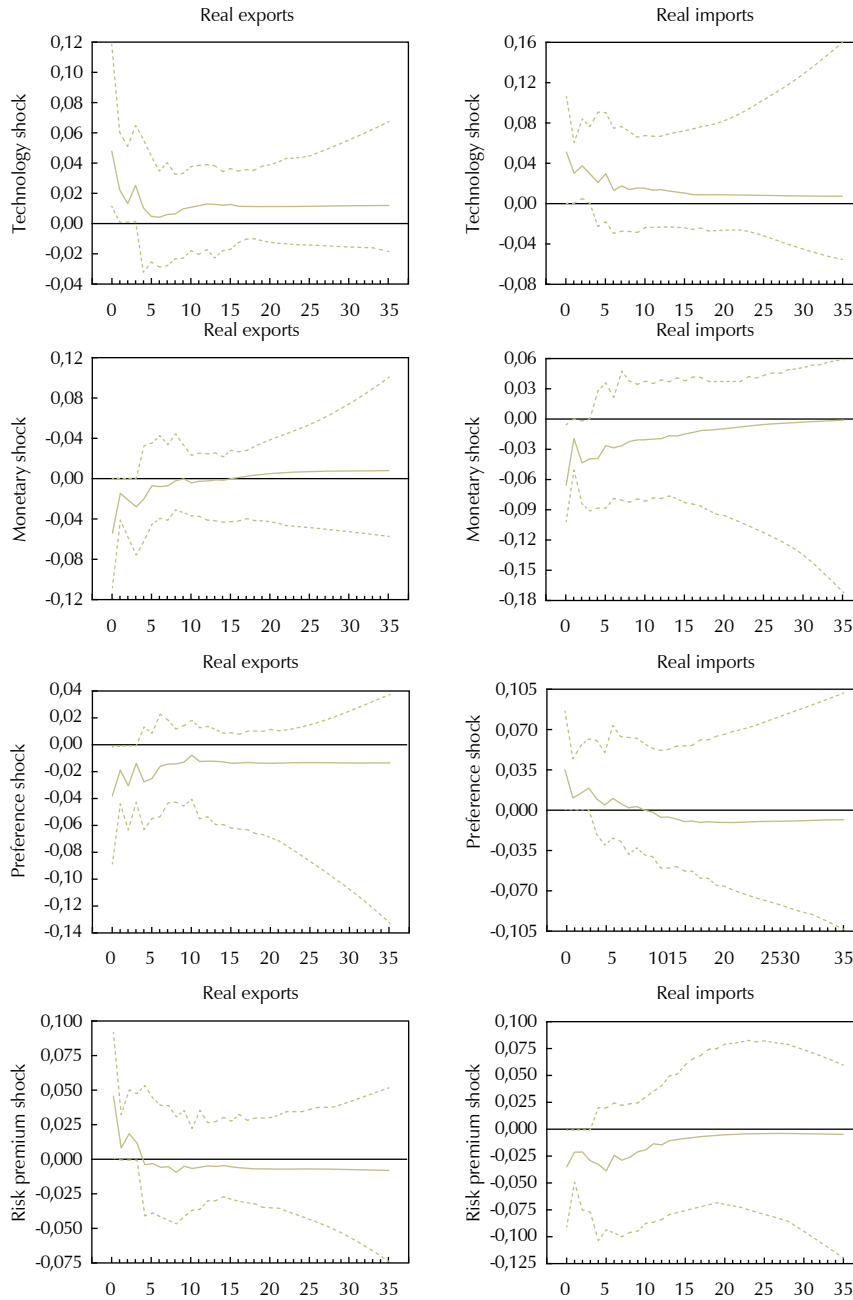 Real exports
Technology shock
0,12
0,10
0,08
0,06
0,04
0,02
0,00
-0,02
-0,04
0 5 10 15 20 25 30 35
Real imports
Technology shock
0,16
0,12
0,08
0,04
0,00
-0,04
-0,08
0 5 10 15 20 25 30 35
Real exports
Monetary shock
0,12
-0,04
0,00
-0,04
-0,08
-0,12
0 5 10 15 20 25 30 35
Real imports
Monetary shock
0,06
0,03
0,00
-0,03
-0,06
-0,09
-0,12
-0,15
-0,18
0 5 10 15 20 25 30 35
Real exports
Preference shock
0,04
0,02
0,00
-0,02
-0,04
-0,06
-0,08
-0,10
-0,12
-0,14
0 5 10 15 20 25 30 35
Real imports
Preference shock
0,105
0,070
0,035
0,000
-0,035
-0,070
-0,105
0 5 1015 20 2530 35
Real exports
Risk premium shock
0,100
0,075
0,050
0,025
0,000
-0,025
-0,050
-0,075
0 5 10 15 20 25 30 35
Real imports
Risk premium shock
0,100
0,075
0,050
0,025
0,000
-0,025
-0,050
-0,075
-0,100
-0,125
0 5 10 15 20 25 30 35